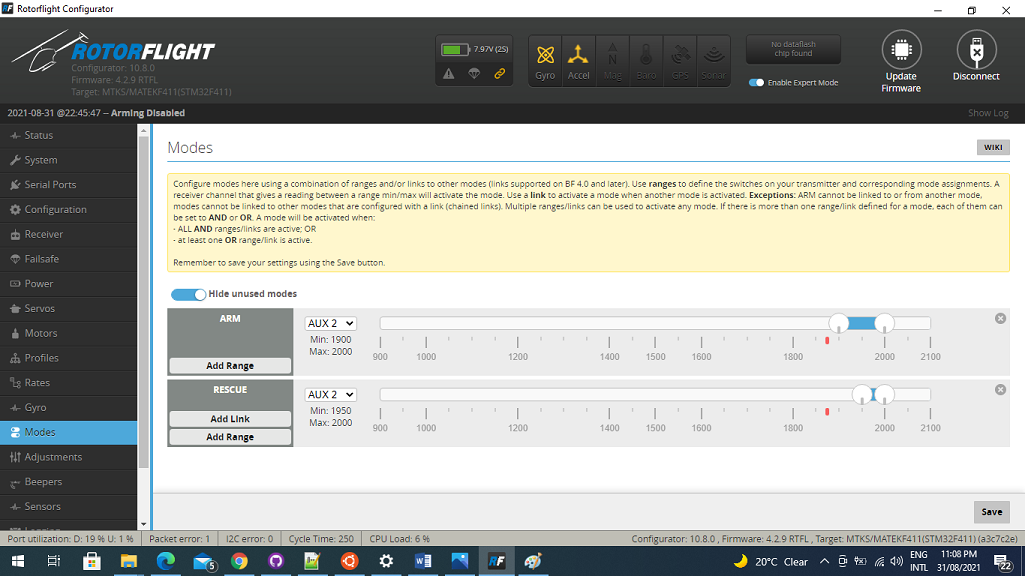 Rotorflight Configurator
ROTORFLIGHT
Configurator: 10.8.0
Firmware: 4.2.9 RTFL
Target: MTKS/MATEKF411(STM32F411)
7.97V (2S)
Gyro Accel Mag Baro GPS Sonar
No dataflash
chip found
Enable Expert Mode
Update
Firmware
Disconnect
2021-08-31 @22:45:47 -- Arming Disabled
Show Log
Status
System
Serial Ports
Configuration
Receiver
Failsafe
Power
Servos
Motors
Profiles
Rates
Gyro
Modes
Adjustments
Beepers
Sensors
Modes
WIKI
Configure modes here using a combination of ranges and/or links to other modes (links supported on BF 4.0 and later). Use ranges to define the switches on your transmitter and corresponding mode assignments. A
receiver channel that gives a reading between a range min/max will activate the mode. Use a link to activate a mode when another mode is activated. Exceptions: ARM cannot be linked to or from another mode,
modes cannot be linked to other modes that are configured with a link (chained links). Multiple ranges/links can be used to activate any mode. If there is more than one range/link defined for a mode, each of them can
be set to AND or OR. A mode will be activated when:
- ALL AND ranges/links are active; OR
- at least one OR range/link is active.
Remember to save your settings using the Save button.
Hide unused modes
ARM
Add Range
AUX 2
Min: 1900
Max: 2000
900 1000 1200 1400 1500 1600 1800 2000 2100
RESCUE
Add Link
Add Range
AUX 2
Min: 1950
Max: 2000
900 1000 1200 1400 1500 1600 1800 2000 2100
Save
Port utilization: D: 19 % U: 1 % Packet error: 1 I2C error: 0 Cycle Time: 250 CPU Load: 6 %
Configurator: 10.8.0 , Firmware: 4.2.9 RTFL , Target: MTKS/MATEKF411(STM32F411) (a3c7c2e)
5
RF
20°C Clear
ENG
INTL
11:08 PM
31/08/2021
22